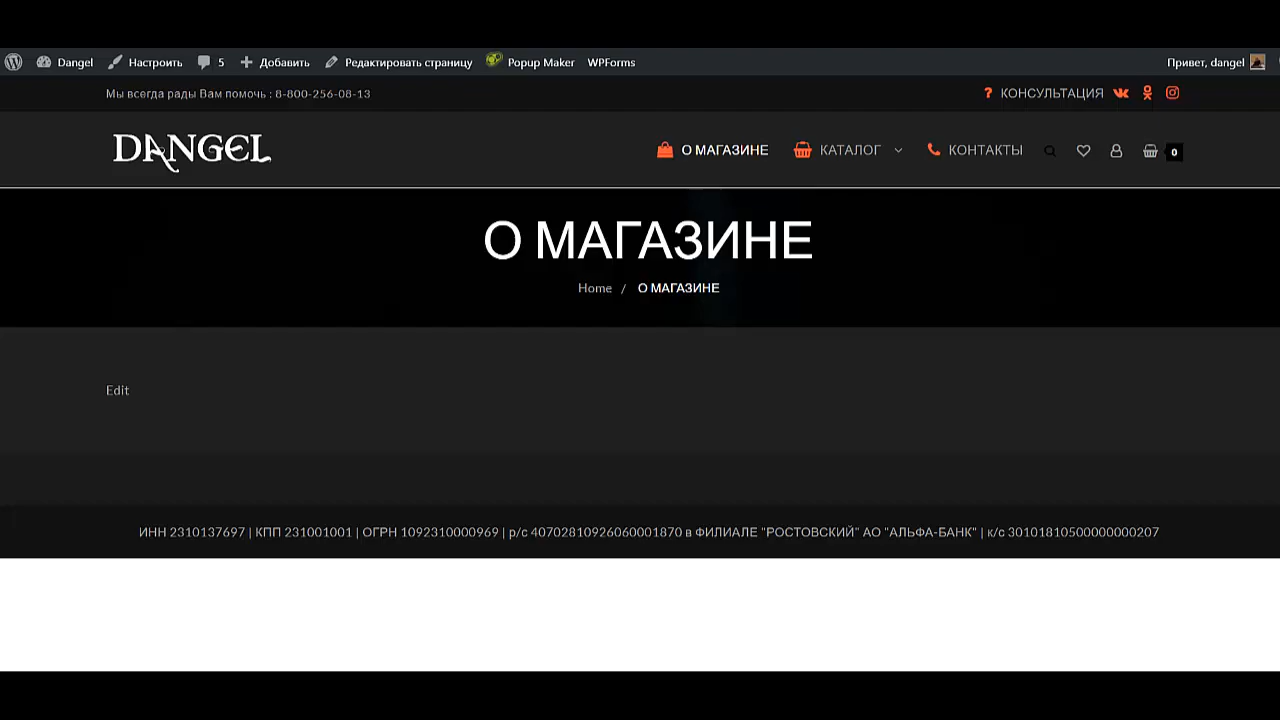 Dangel Настроить 5 Добавить Редактировать страницу Popup Maker WPForms Привет, dangel
Мы всегда рады Вам помочь : 8-800-256-08-13 ? КОНСУЛЬТАЦИЯ
DANGEL О МАГАЗИНЕ КАТАЛОГ КОНТАКТЫ 0
О МАГАЗИНЕ
Home / О МАГАЗИНЕ
Edit
ИНН 2310137697 | КПП 231001001 | ОГРН 1092310000969 | р/с 40702810926060001870 в ФИЛИАЛЕ "РОСТОВСКИЙ" АО "АЛЬФА-БАНК" | к/с 30101810500000000207